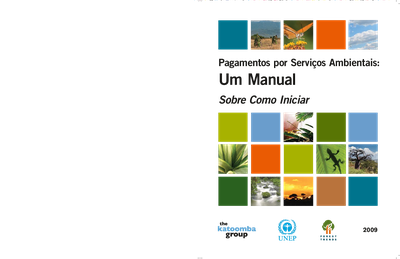 Pagamentos por Serviços Ambientais:
Um Manual
Sobre Como Iniciar
the
katoomba
group
UNEP
FOREST
TRENDS
2009